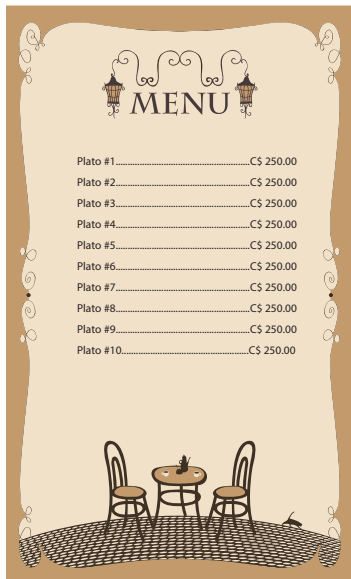 MENU
Plato #1..........................................................C$ 250.00
Plato #2..........................................................C$ 250.00
Plato #3..........................................................C$ 250.00
Plato #4..........................................................C$ 250.00
Plato #5..........................................................C$ 250.00
Plato #6..........................................................C$ 250.00
Plato #7..........................................................C$ 250.00
Plato #8..........................................................C$ 250.00
Plato #9..........................................................C$ 250.00
Plato #10.......................................................C$ 250.00